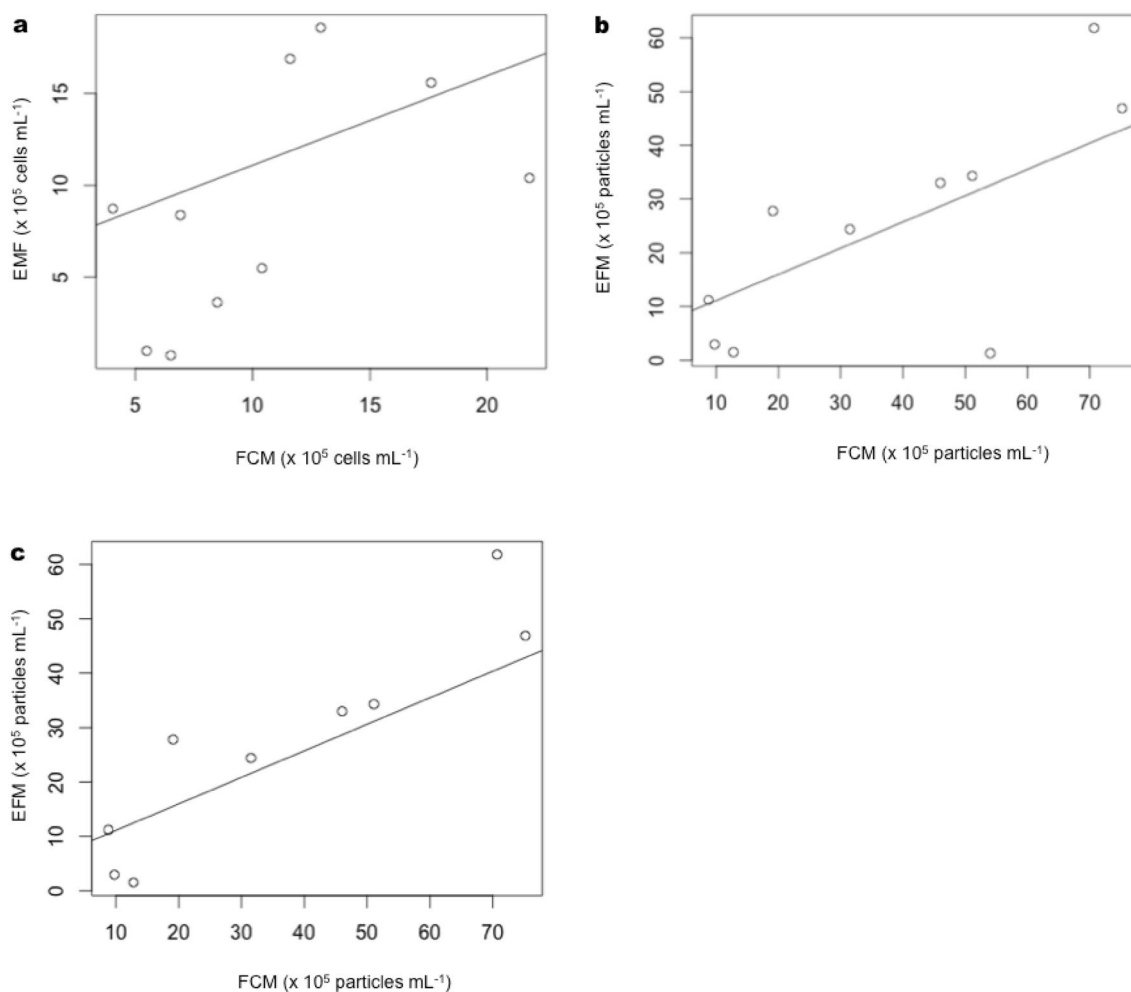 a
EMF (x 10⁵ cells mL⁻¹)
15
10
5
5 10 15 20
FCM (x 10⁵ cells mL⁻¹)
b
EFM (x 10⁵ particles mL⁻¹)
60
50
40
30
20
10
0
10 20 30 40 50 60 70
FCM (x 10⁵ particles mL⁻¹)
c
EFM (x 10⁵ particles mL⁻¹)
60
50
40
30
20
10
0
10 20 30 40 50 60 70
FCM (x 10⁵ particles mL⁻¹)